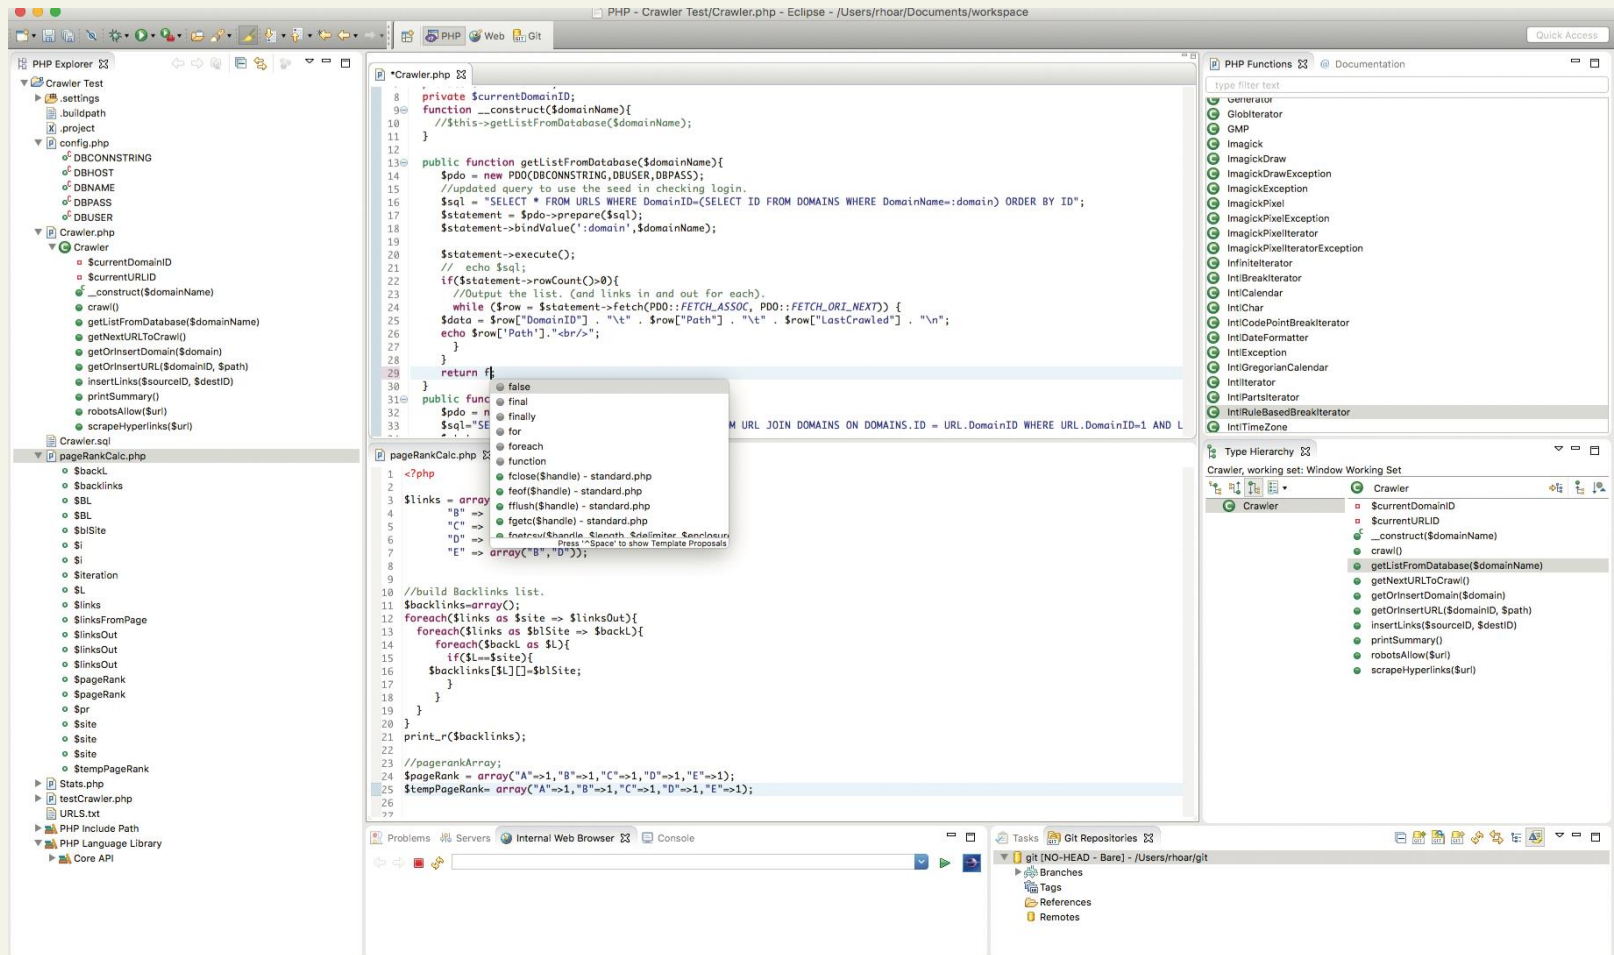 PHP - Crawler Test/Crawler.php - Eclipse - /Users/rhoar/Documents/workspace
PHP
Web
Git
Quick Access
PHP Explorer
Crawler Test
.settings
.buildpath
.project
config.php
DBCONNSTRING
DBHOST
DBNAME
DBPASS
DBUSER
Crawler.php
Crawler
$currentDomainID
$currentURLID
__construct($domainName)
crawl()
getListFromDatabase($domainName)
getNextURLToCrawl()
getOrInsertDomain($domain)
getOrInsertURL($domainID, $path)
insertLinks($sourceID, $destID)
printSummary()
robotsAllow($url)
scrapeHyperlinks($url)
Crawler.sql
pageRankCalc.php
$backL
$backlinks
$BL
$BL
$blSite
$i
$i
$iteration
$L
$links
$linksFromPage
$linksOut
$linksOut
$linksOut
$pageRank
$pageRank
$pr
$site
$site
$site
$tempPageRank
Stats.php
testCrawler.php
URLS.txt
PHP Include Path
PHP Language Library
Core API
*Crawler.php
8 private $currentDomainID;
9 function __construct($domainName){
10 //$this->getListFromDatabase($domainName);
11 }
12
13 public function getListFromDatabase($domainName){
14 $pdo = new PDO(DBCONNSTRING,DBUSER,DBPASS);
15 //updated query to use the seed in checking login.
16 $sql = "SELECT * FROM URLS WHERE DomainID=(SELECT ID FROM DOMAINS WHERE DomainName=:domain) ORDER BY ID";
17 $statement = $pdo->prepare($sql);
18 $statement->bindValue(':domain',$domainName);
19
20 $statement->execute();
21 // echo $sql;
22 if($statement->rowCount()>0){
23 //Output the list. (and links in and out for each).
24 while ($row = $statement->fetch(PDO::FETCH_ASSOC, PDO::FETCH_ORI_NEXT)) {
25 $data = $row["DomainID"] . "\t" . $row["Path"] . "\t" . $row["LastCrawled"] . "\n";
26 echo $row['Path']."<br/>";
27 }
28 }
29 return f;
30 }
31 public func
32 $pdo = n
33 $sql="SE M URL JOIN DOMAINS ON DOMAINS.ID = URL.DomainID WHERE URL.DomainID=1 AND L
false
final
finally
for
foreach
function
fclose($handle) - standard.php
feof($handle) - standard.php
fflush($handle) - standard.php
fgetc($handle) - standard.php
fgetcsv($handle, $length, $delimiter, $enclosur
Press '^Space' to show Template Proposals
pageRankCalc.php
1 <?php
2
3 $links = array
4 "B" =>
5 "C" =>
6 "D" =>
7 "E" => array("B","D"));
8
9
10 //build Backlinks list.
11 $backlinks=array();
12 foreach($links as $site => $linksOut){
13 foreach($links as $blSite => $backL){
14 foreach($backL as $L){
15 if($L==$site){
16 $backlinks[$L][]=$blSite;
17 }
18 }
19 }
20 }
21 print_r($backlinks);
22
23 //pagerankArray;
24 $pageRank = array("A"=>1,"B"=>1,"C"=>1,"D"=>1,"E"=>1);
25 $tempPageRank= array("A"=>1,"B"=>1,"C"=>1,"D"=>1,"E"=>1);
26
27
Problems
Servers
Internal Web Browser
Console
PHP Functions
Documentation
type filter text
Generator
GlobIterator
GMP
Imagick
ImagickDraw
ImagickDrawException
ImagickException
ImagickPixel
ImagickPixelException
ImagickPixelIterator
ImagickPixelIteratorException
InfiniteIterator
IntlBreakIterator
IntlCalendar
IntlChar
IntlCodePointBreakIterator
IntlDateFormatter
IntlException
IntlGregorianCalendar
IntlIterator
IntlPartsIterator
IntlRuleBasedBreakIterator
IntlTimeZone
Type Hierarchy
Crawler, working set: Window Working Set
Crawler
Crawler
$currentDomainID
$currentURLID
__construct($domainName)
crawl()
getListFromDatabase($domainName)
getNextURLToCrawl()
getOrInsertDomain($domain)
getOrInsertURL($domainID, $path)
insertLinks($sourceID, $destID)
printSummary()
robotsAllow($url)
scrapeHyperlinks($url)
Tasks
Git Repositories
git [NO-HEAD - Bare] - /Users/rhoar/git
Branches
Tags
References
Remotes